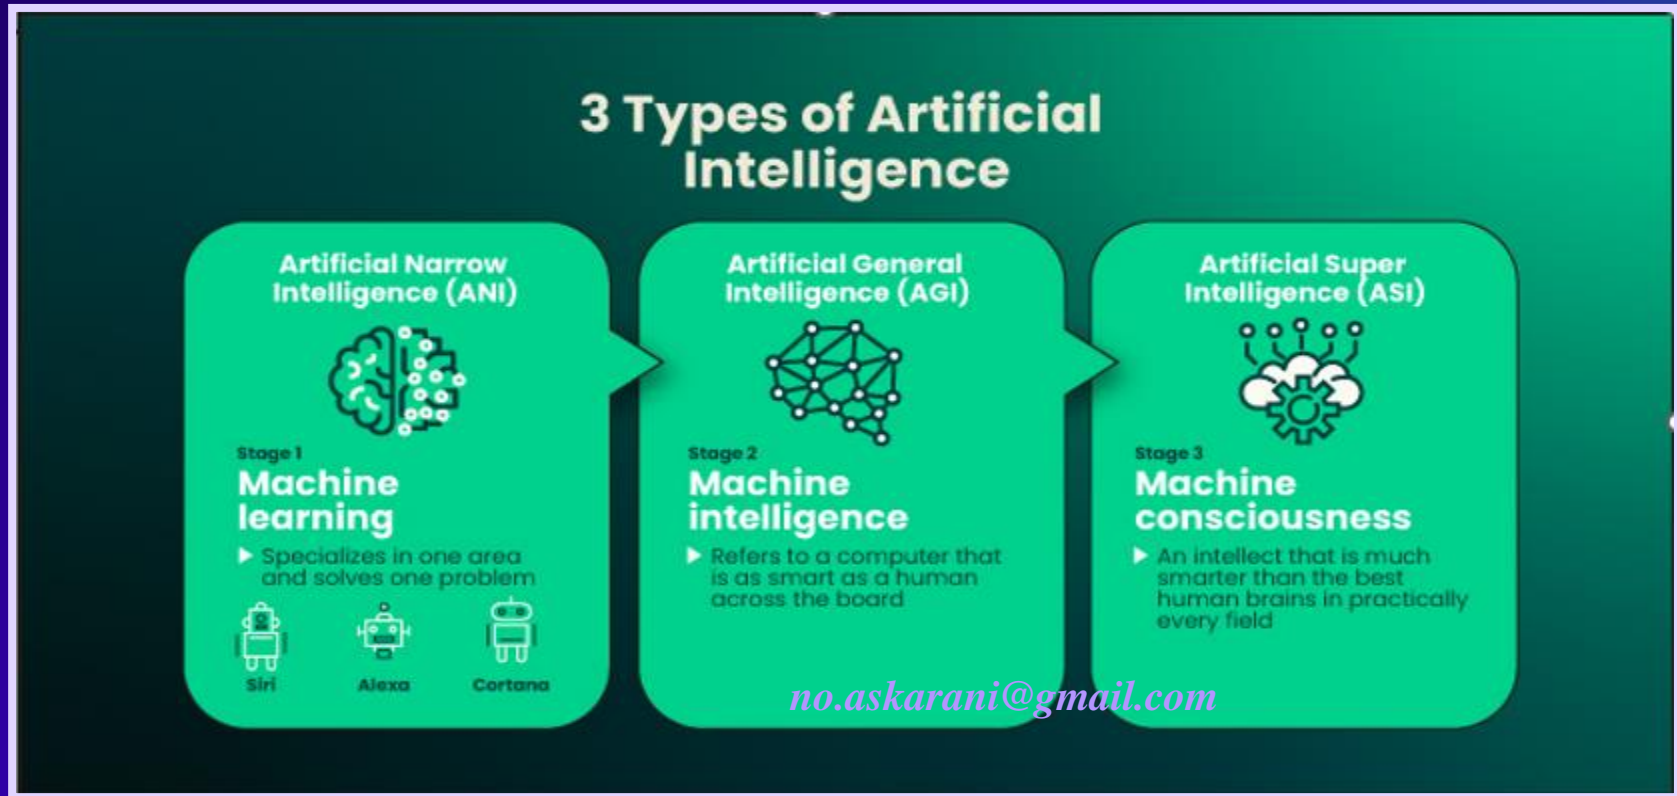 3 Types of Artificial
Intelligence
Artificial Narrow
Intelligence (ANI)
Stage 1
Machine
learning
Specializes in one area
and solves one problem
Siri
Alexa
Cortana
Artificial General
Intelligence (AGI)
Stage 2
Machine
intelligence
Refers to a computer that
is as smart as a human
across the board
Artificial Super
Intelligence (ASI)
Stage 3
Machine
consciousness
An intellect that is much
smarter than the best
human brains in practically
every field
no.askarani@gmail.com